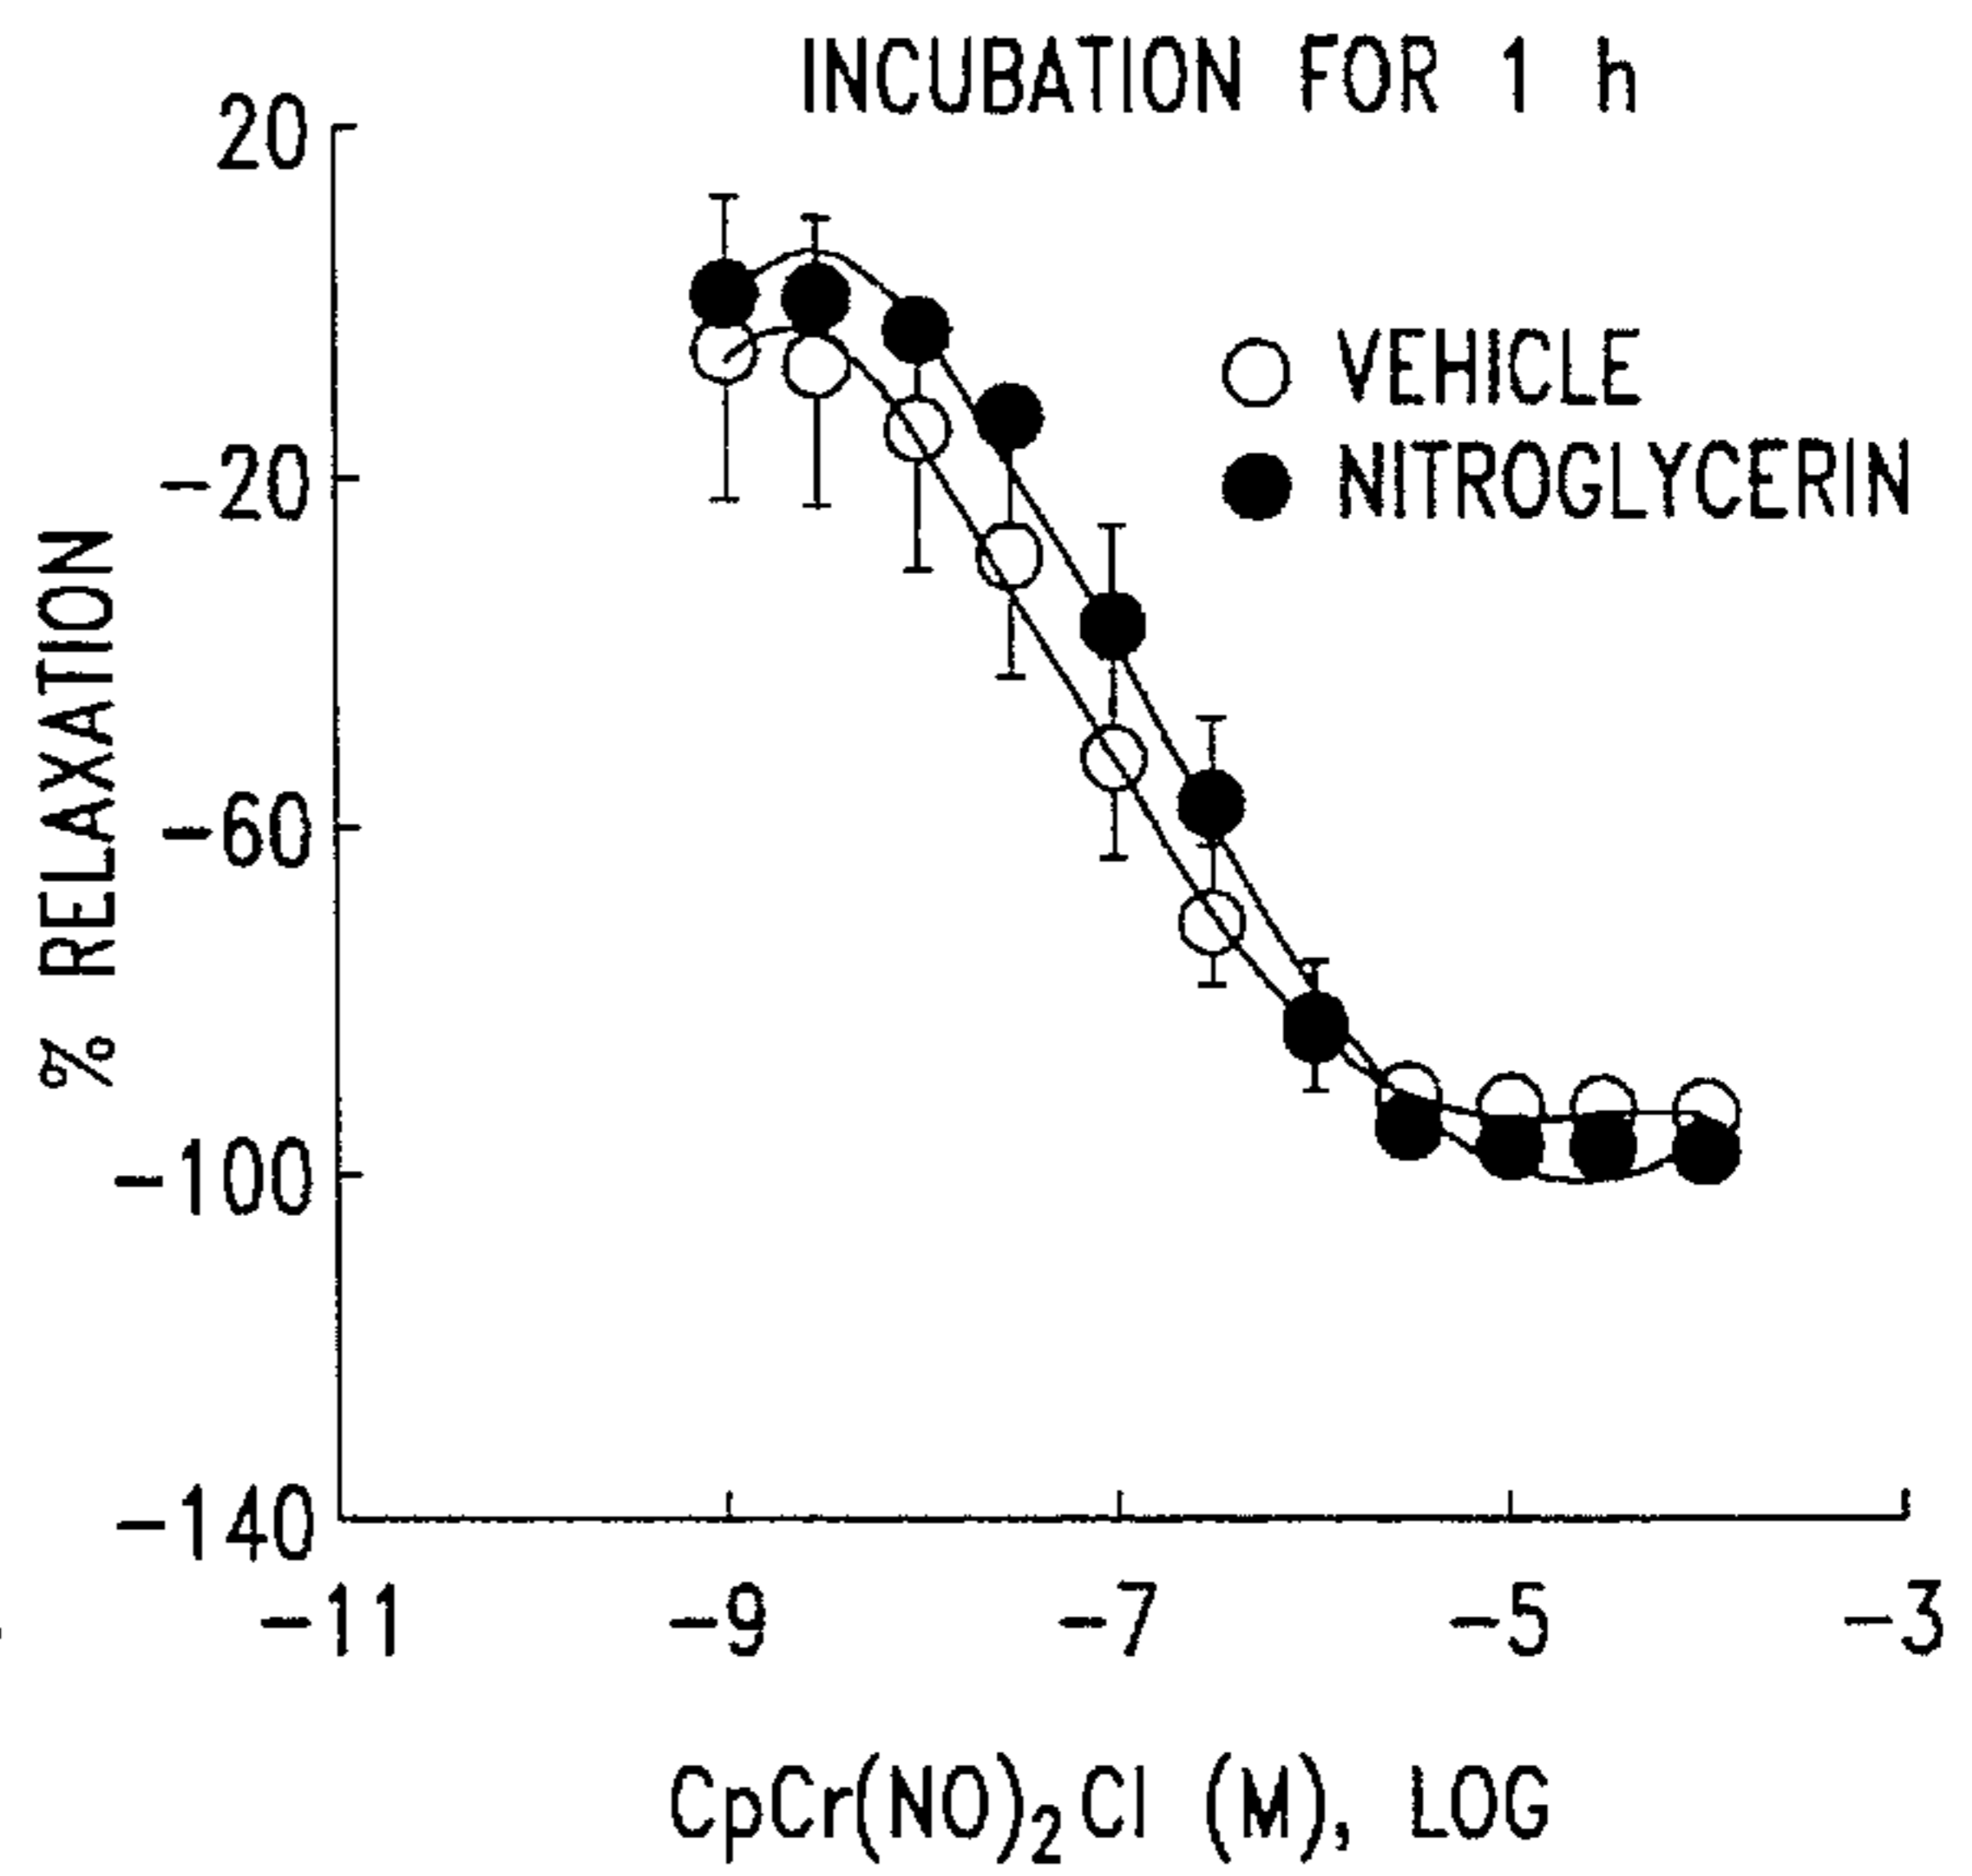 INCUBATION FOR 1 h
20
-20
-60
-100
-140
% RELAXATION
VEHICLE
NITROGLYCERIN
-11 -9 -7 -5 -3
CpCr(NO)₂Cl (M), LOG